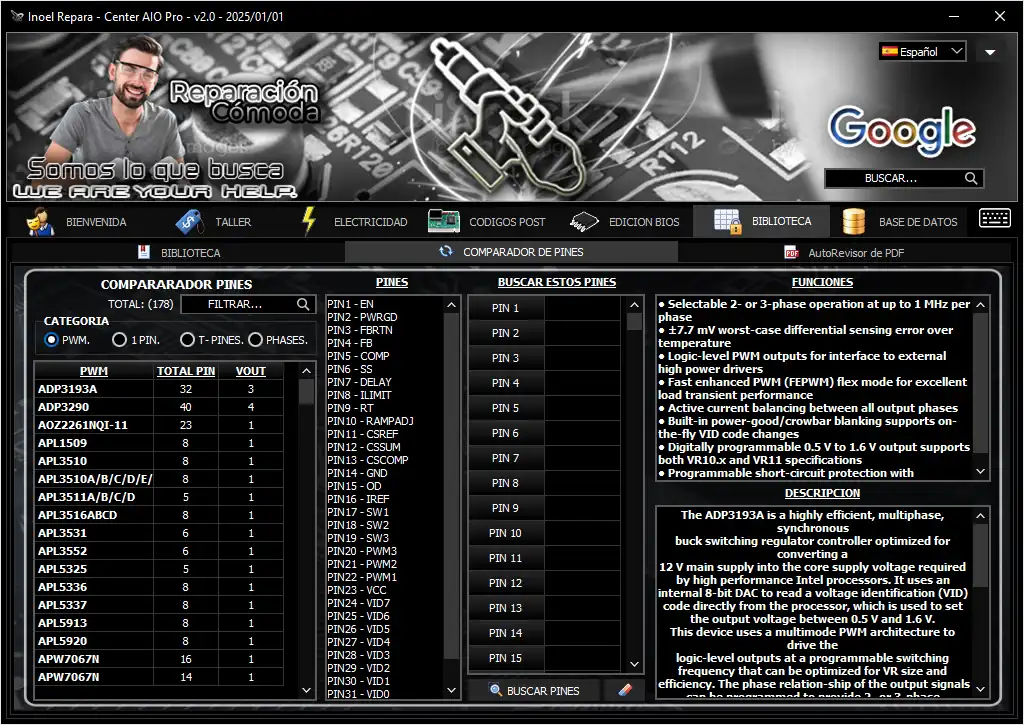 Inoel Repara - Center AIO Pro - v2.0 - 2025/01/01
Español
Reparación
Cómoda
Somos lo que busca
WE ARE YOUR HELP.
R120
R112
Google
BUSCAR...
BIENVENIDA
TALLER
ELECTRICIDAD
CODIGOS POST
EDICION BIOS
BIBLIOTECA
BASE DE DATOS
BIBLIOTECA
COMPARADOR DE PINES
AutoRevisor de PDF
COMPARARADOR PINES
TOTAL: (178)
FILTRAR...
CATEGORIA
PWM.
1 PIN.
T- PINES.
PHASES.
PWM TOTAL PIN VOUT
ADP3193A 32 3
ADP3290 40 4
AOZ2261NQI-11 23 1
APL1509 8 1
APL3510 8 1
APL3510A/B/C/D/E/ 8 1
APL3511A/B/C/D 5 1
APL3516ABCD 8 1
APL3531 6 1
APL3552 6 1
APL5325 5 1
APL5336 8 1
APL5337 8 1
APL5913 8 1
APL5920 8 1
APW7067N 16 1
APW7067N 14 1
PINES
PIN1 - EN
PIN2 - PWRGD
PIN3 - FBRTN
PIN4 - FB
PIN5 - COMP
PIN6 - SS
PIN7 - DELAY
PIN8 - ILIMIT
PIN9 - RT
PIN10 - RAMPADJ
PIN11 - CSREF
PIN12 - CSSUM
PIN13 - CSCOMP
PIN14 - GND
PIN15 - OD
PIN16 - IREF
PIN17 - SW1
PIN18 - SW2
PIN19 - SW3
PIN20 - PWM3
PIN21 - PWM2
PIN22 - PWM1
PIN23 - VCC
PIN24 - VID7
PIN25 - VID6
PIN26 - VID5
PIN27 - VID4
PIN28 - VID3
PIN29 - VID2
PIN30 - VID1
PIN31 - VID0
BUSCAR ESTOS PINES
PIN 1
PIN 2
PIN 3
PIN 4
PIN 5
PIN 6
PIN 7
PIN 8
PIN 9
PIN 10
PIN 11
PIN 12
PIN 13
PIN 14
PIN 15
BUSCAR PINES
FUNCIONES
● Selectable 2- or 3-phase operation at up to 1 MHz per
phase
● ±7.7 mV worst-case differential sensing error over
temperature
● Logic-level PWM outputs for interface to external
high power drivers
● Fast enhanced PWM (FEPWM) flex mode for excellent
load transient performance
● Active current balancing between all output phases
● Built-in power-good/crowbar blanking supports on-
the-fly VID code changes
● Digitally programmable 0.5 V to 1.6 V output supports
both VR10.x and VR11 specifications
● Programmable short-circuit protection with
DESCRIPCION
The ADP3193A is a highly efficient, multiphase,
synchronous
buck switching regulator controller optimized for
converting a
12 V main supply into the core supply voltage required
by high performance Intel processors. It uses an
internal 8-bit DAC to read a voltage identification (VID)
code directly from the processor, which is used to set
the output voltage between 0.5 V and 1.6 V.
This device uses a multimode PWM architecture to
drive the
logic-level outputs at a programmable switching
frequency that can be optimized for VR size and
efficiency. The phase relation-ship of the output signals
can be programmed to provide 2- or 3-phase